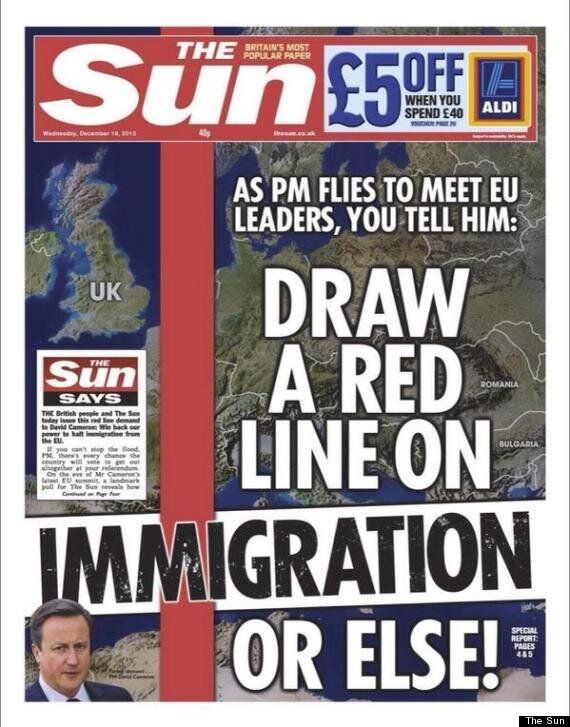 THE
Sun
BRITAIN'S MOST
POPULAR PAPER
Wednesday, December 18, 2013
40p
thesun.co.uk
£5 OFF
WHEN YOU
SPEND £40
VOUCHER: PAGE 20
ALDI
AS PM FLIES TO MEET EU
LEADERS, YOU TELL HIM:
UK
DRAW
A RED
LINE ON
ROMANIA
BULGARIA
THE
Sun
SAYS
THE British people and The Sun
today issue this red line demand
to David Cameron: Win back our
power to halt immigration from
the EU.
If you can't stop the flood,
PM, there's every chance the
country will vote to get out
altogether at your referendum.
On the eve of Mr Cameron's
latest EU summit, a landmark
poll for The Sun reveals how
Continued on Page Four
IMMIGRATION
OR ELSE!
SPECIAL
REPORT:
PAGES
4 & 5
PM David Cameron
The Sun